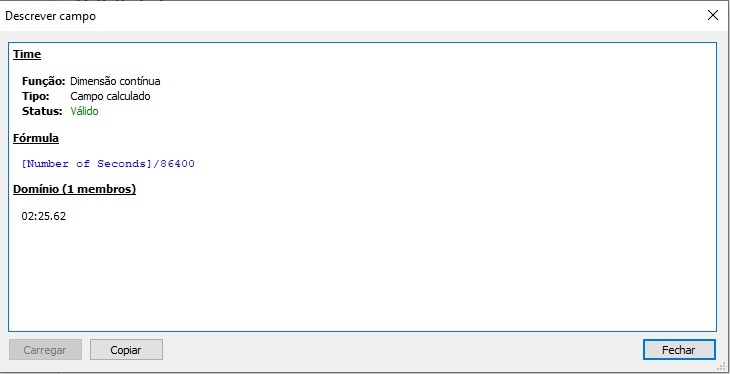 Descrever campo
Time
Função: Dimensão contínua
Tipo: Campo calculado
Status: Válido
Fórmula
[Number of Seconds]/86400
Domínio (1 membros)
02:25.62
Carregar Copiar Fechar